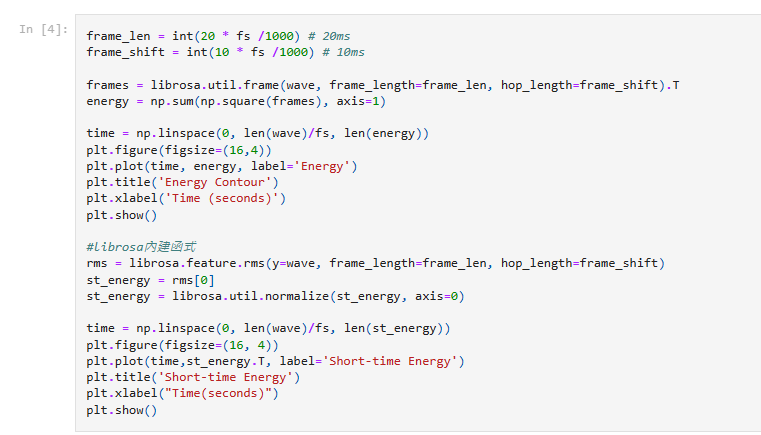 In [4]:
frame_len = int(20 * fs /1000) # 20ms
frame_shift = int(10 * fs /1000) # 10ms
frames = librosa.util.frame(wave, frame_length=frame_len, hop_length=frame_shift).T
energy = np.sum(np.square(frames), axis=1)
time = np.linspace(0, len(wave)/fs, len(energy))
plt.figure(figsize=(16,4))
plt.plot(time, energy, label='Energy')
plt.title('Energy Contour')
plt.xlabel('Time (seconds)')
plt.show()
#librosa內建函式
rms = librosa.feature.rms(y=wave, frame_length=frame_len, hop_length=frame_shift)
st_energy = rms[0]
st_energy = librosa.util.normalize(st_energy, axis=0)
time = np.linspace(0, len(wave)/fs, len(st_energy))
plt.figure(figsize=(16, 4))
plt.plot(time,st_energy.T, label='Short-time Energy')
plt.title('Short-time Energy')
plt.xlabel("Time(seconds)")
plt.show()